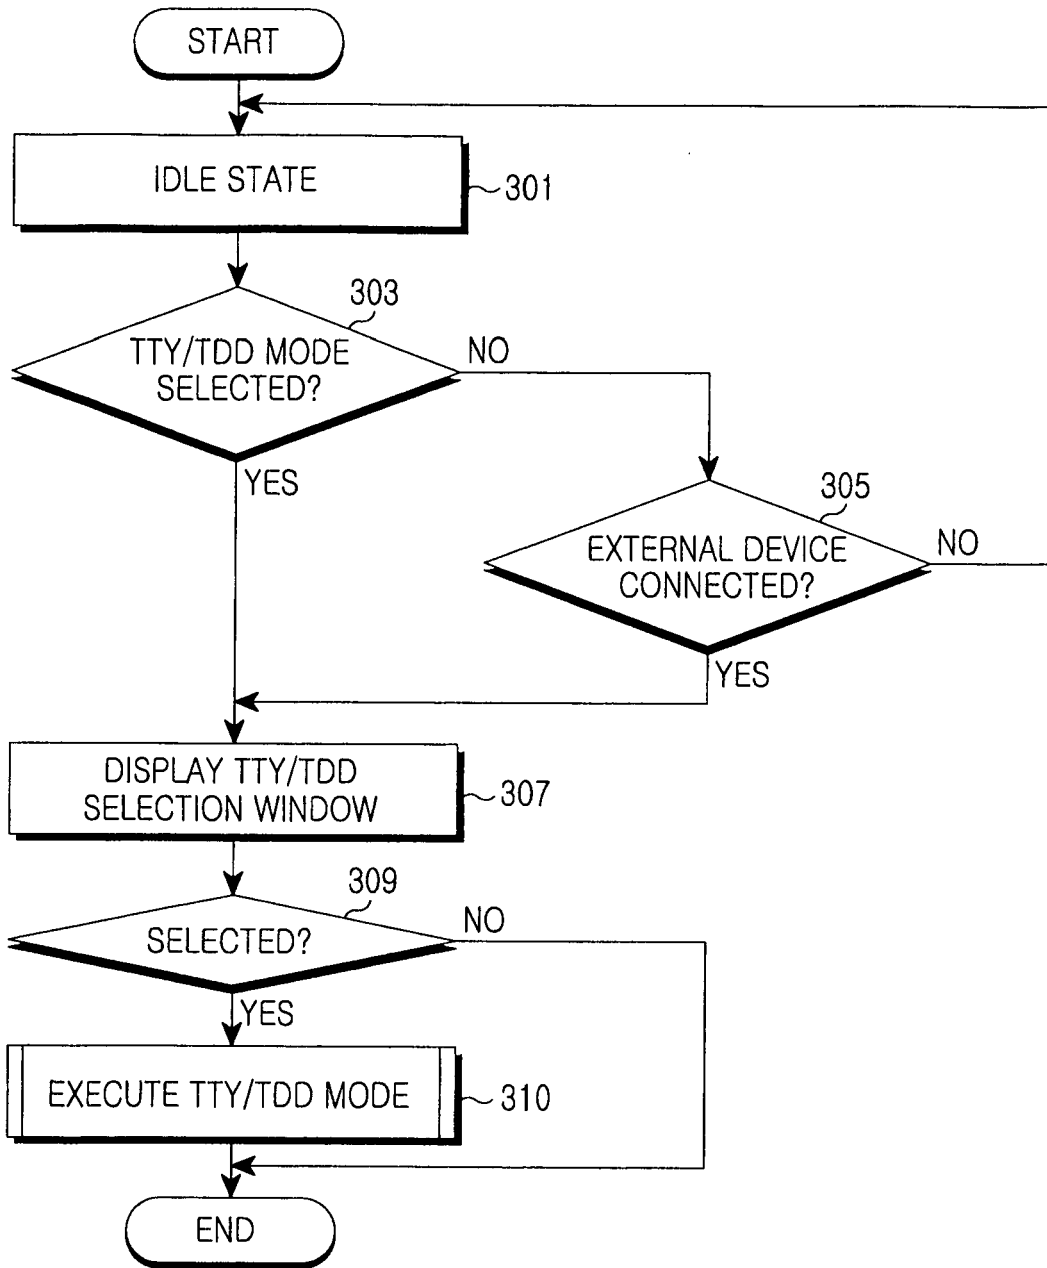 START
IDLE STATE
301
303
TTY/TDD MODE
SELECTED?
NO
YES
305
EXTERNAL DEVICE
CONNECTED?
NO
YES
DISPLAY TTY/TDD
SELECTION WINDOW
307
309
SELECTED?
NO
YES
EXECUTE TTY/TDD MODE
310
END